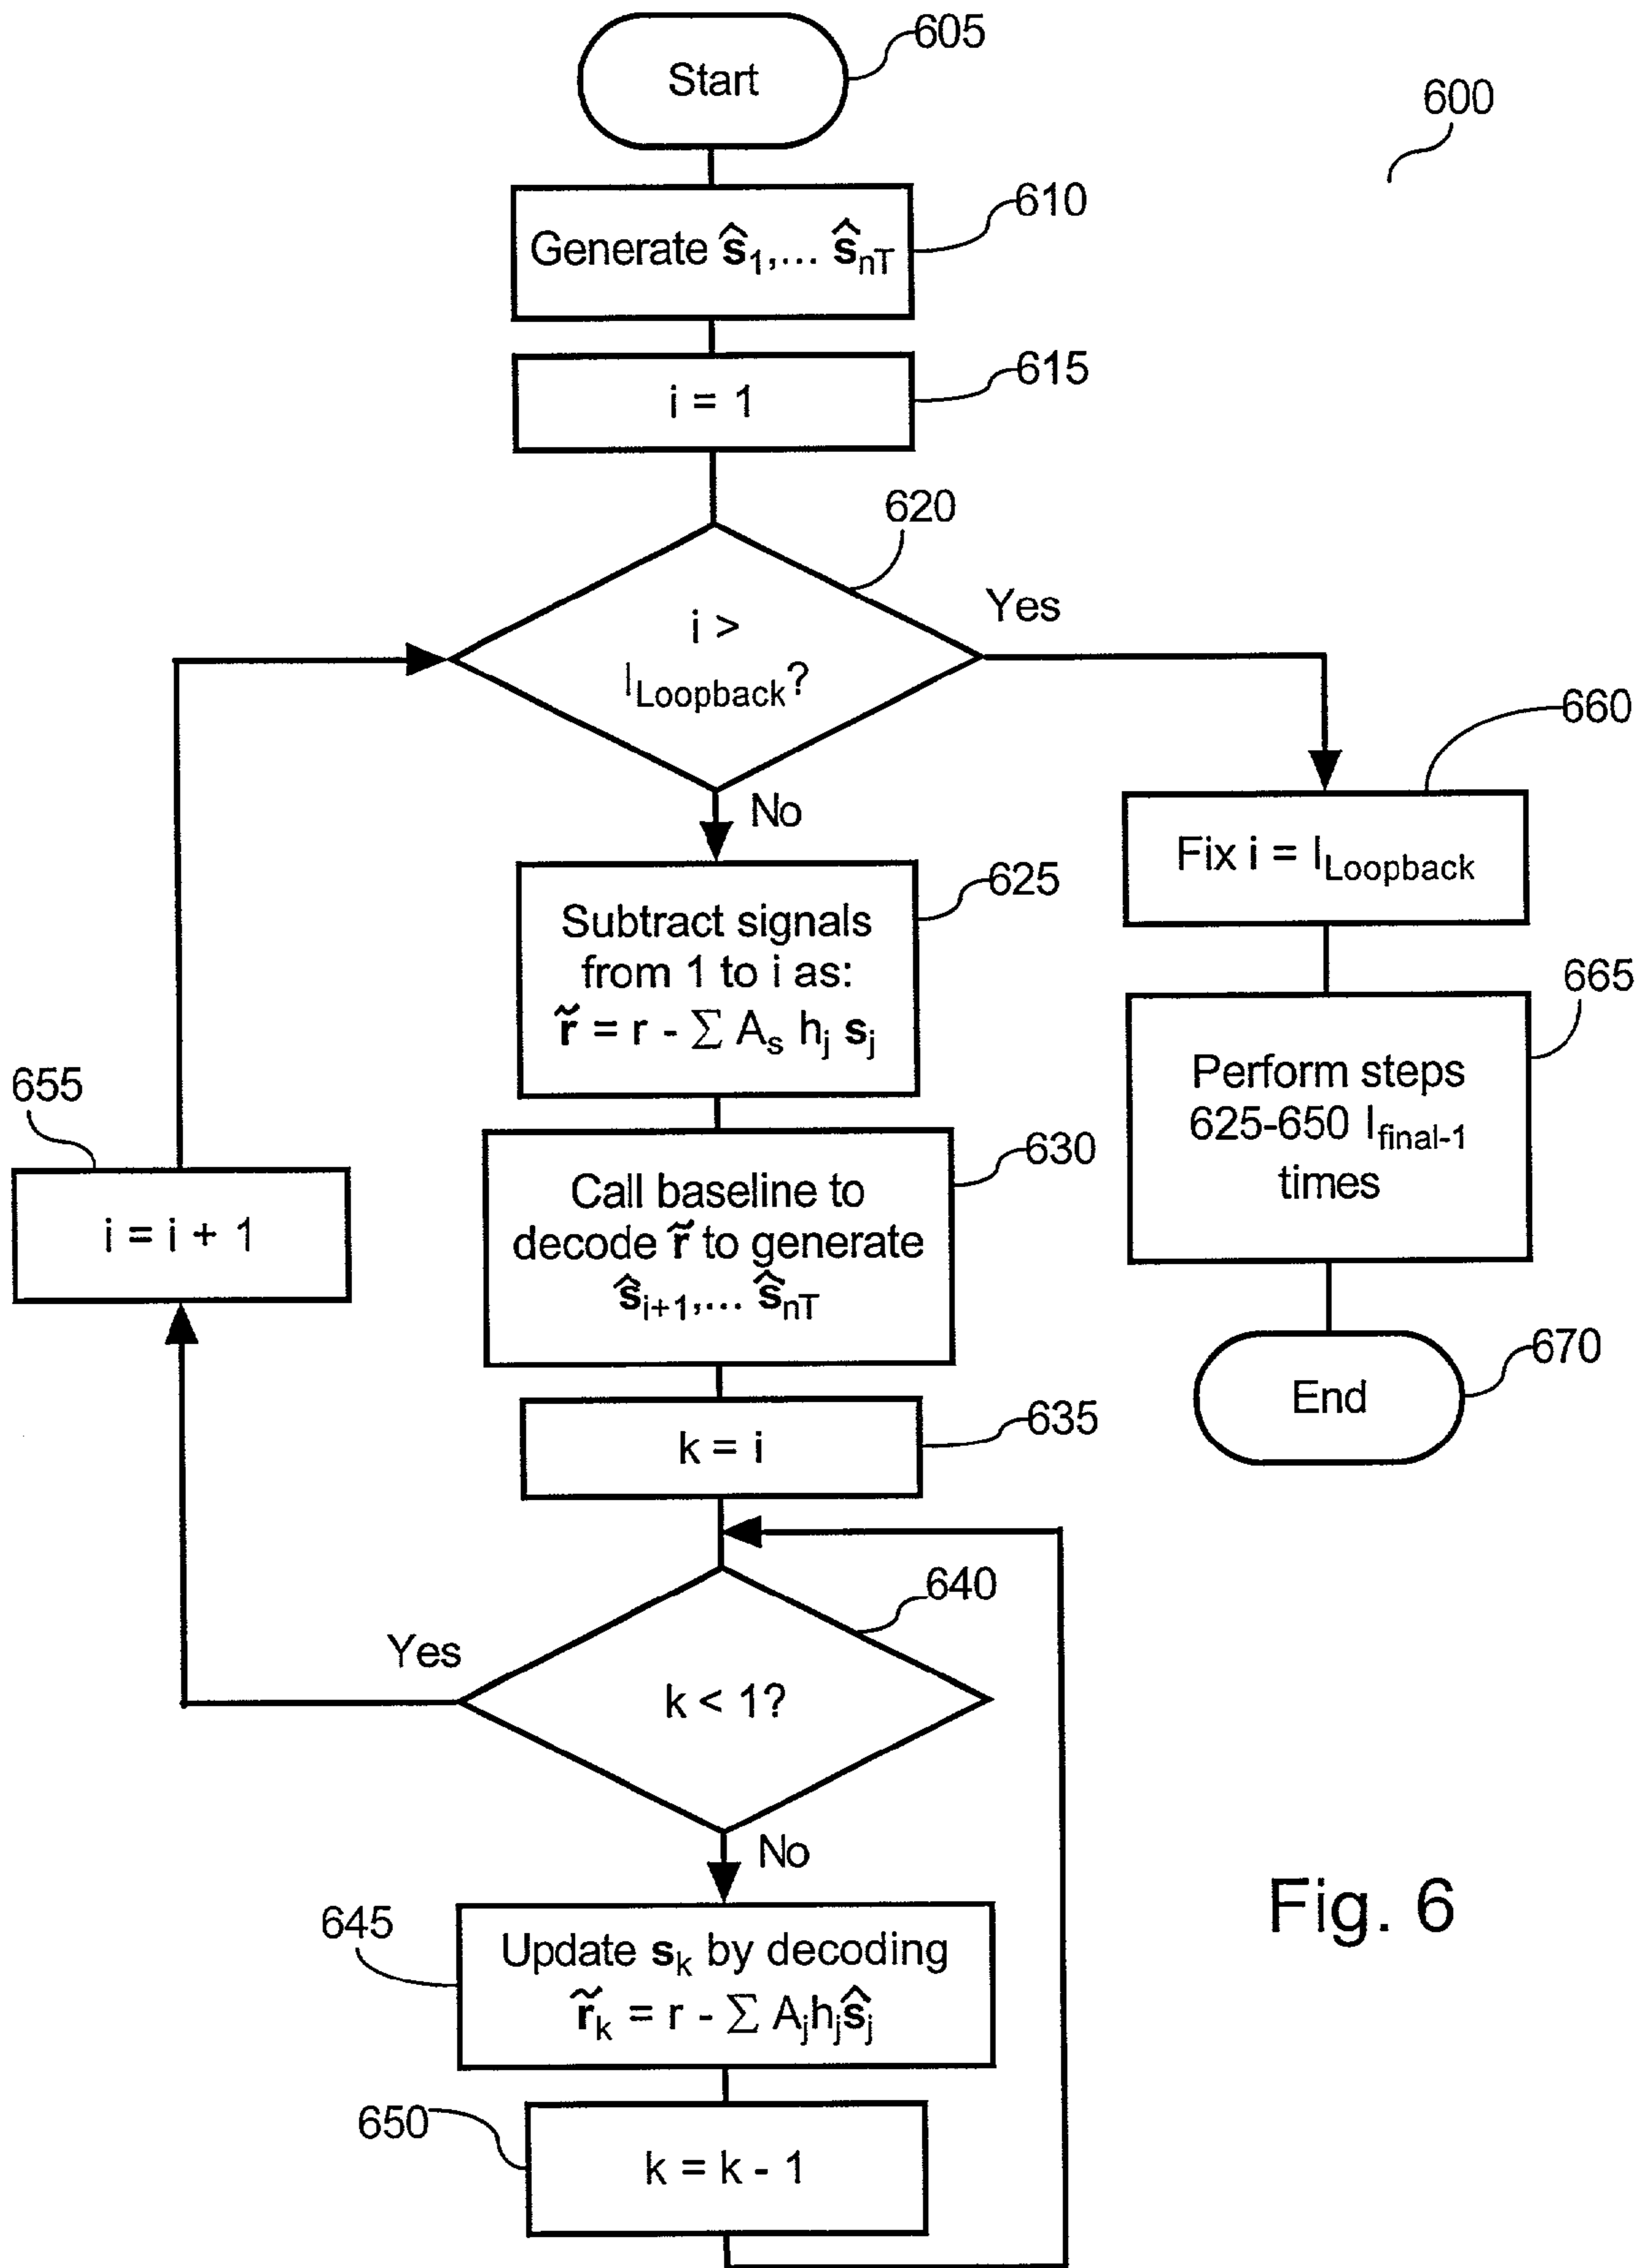 605
Start
600
610
Generate ŝ₁,... ŝₙT
615
i = 1
620
i >
I_Loopback?
Yes
660
No
Fix i = I_Loopback
625
Subtract signals
from 1 to i as:
r̃ = r - ∑ Aₛ hⱼ sⱼ
665
Perform steps
625-650 I_final-1
times
655
i = i + 1
630
Call baseline to
decode r̃ to generate
ŝᵢ₊₁,... ŝₙT
670
End
635
k = i
640
Yes
k < 1?
No
645
Update sₖ by decoding
r̃ₖ = r - ∑ Aⱼhⱼŝⱼ
650
k = k - 1
Fig. 6